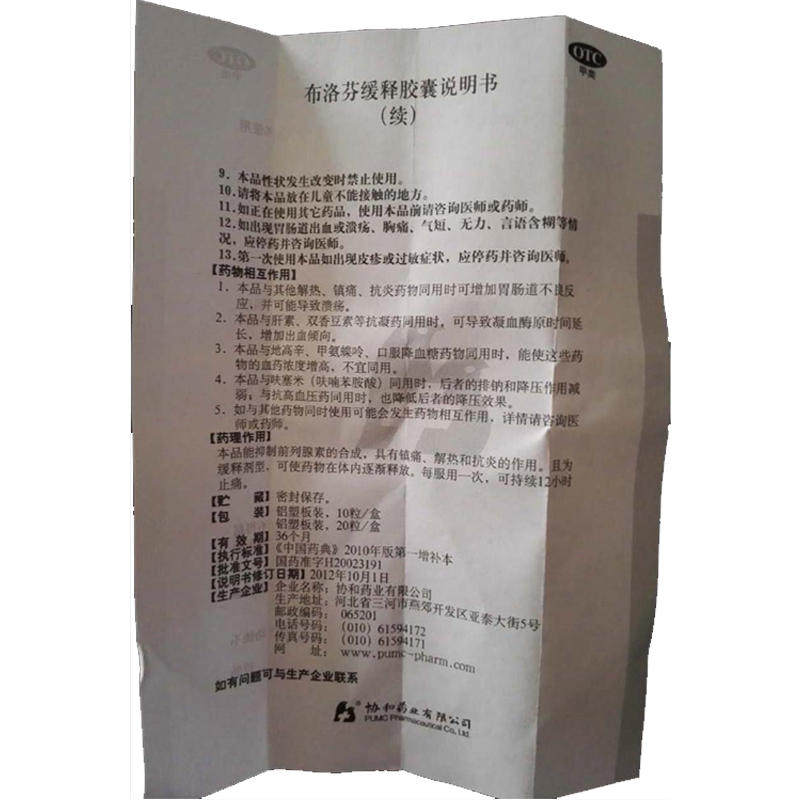 OTC
甲类
OTC
甲类
布洛芬缓释胶囊说明书
(续)
9．本品性状发生改变时禁止使用。
10.请将本品放在儿童不能接触的地方。
11.如正在使用其它药品，使用本品前请咨询医师或药师。
12.如出现胃肠道出血或溃疡、胸痛、气短、无力、言语含糊等情
况，应停药并咨询医师。
13.第一次使用本品如出现皮疹或过敏症状，应停药并咨询医师。
【药物相互作用】
1．本品与其他解热、镇痛、抗炎药物同用时可增加胃肠道不良反
应，并可能导致溃疡。
2．本品与肝素、双香豆素等抗凝药同用时，可导致凝血酶原时间延
长，增加出血倾向。
3．本品与地高辛、甲氨蝶呤、口服降血糖药物同用时，能使这些药
物的血药浓度增高，不宜同用。
4．本品与呋塞米（呋喃苯胺酸）同用时，后者的排钠和降压作用减
弱；与抗高血压药同用时，也降低后者的降压效果。
5．如与其他药物同时使用可能会发生药物相互作用，详情请咨询医
师或药师。
【药理作用】
本品能抑制前列腺素的合成，具有镇痛、解热和抗炎的作用。且为
缓释剂型，可使药物在体内逐渐释放。每服用一次，可持续12小时
止痛。
【贮　　藏】密封保存。
【包　　装】铝塑板装，10粒/盒
铝塑板装，20粒/盒
【有 效 期】36个月
【执行标准】《中国药典》2010年版第一增补本
【批准文号】国药准字H20023191
【说明书修订日期】2012年10月1日
【生产企业】企业名称：协和药业有限公司
生产地址：河北省三河市燕郊开发区亚泰大街5号
邮政编码：065201
电话号码：(010) 61594172
传真号码：(010) 61594171
网　　址：www.pumc-pharm.com
如有问题可与生产企业联系
协和药业有限公司
PUMC Pharmaceutical Co., Ltd.